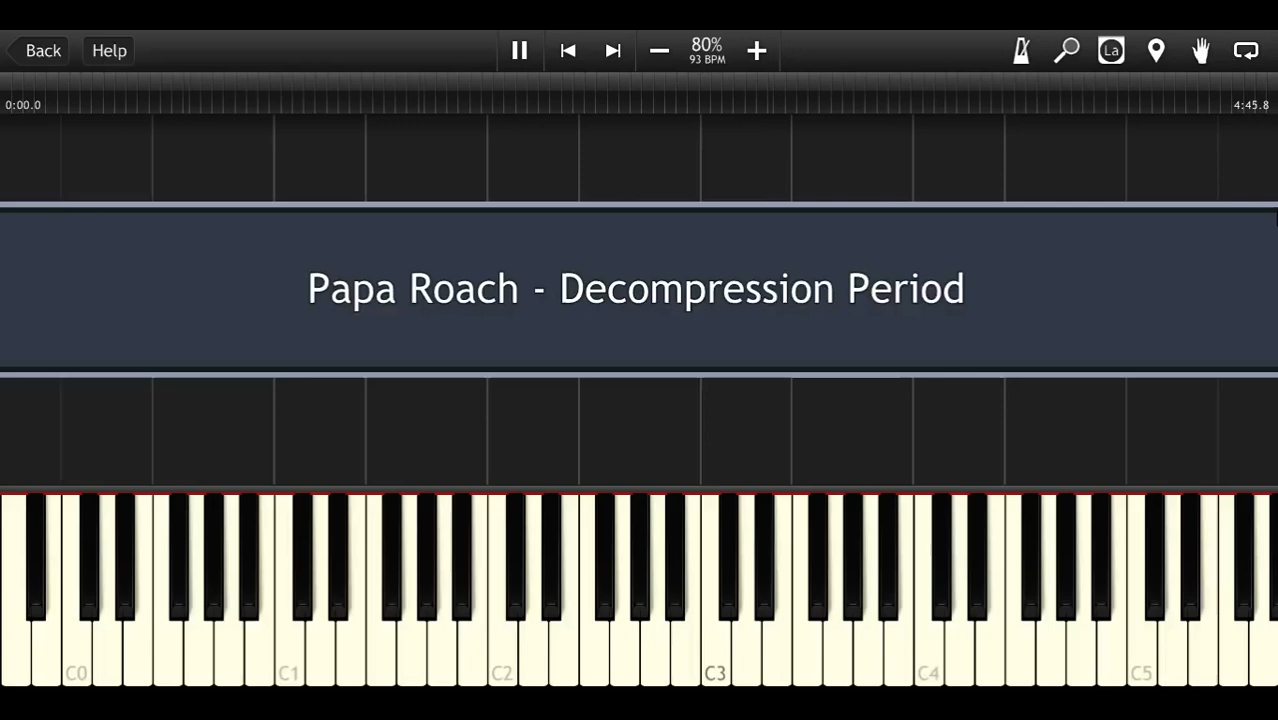 Back Help 80% La
93 BPM
0:00.0 4:45.8
Papa Roach - Decompression Period
C0 C1 C2 C3 C4 C5